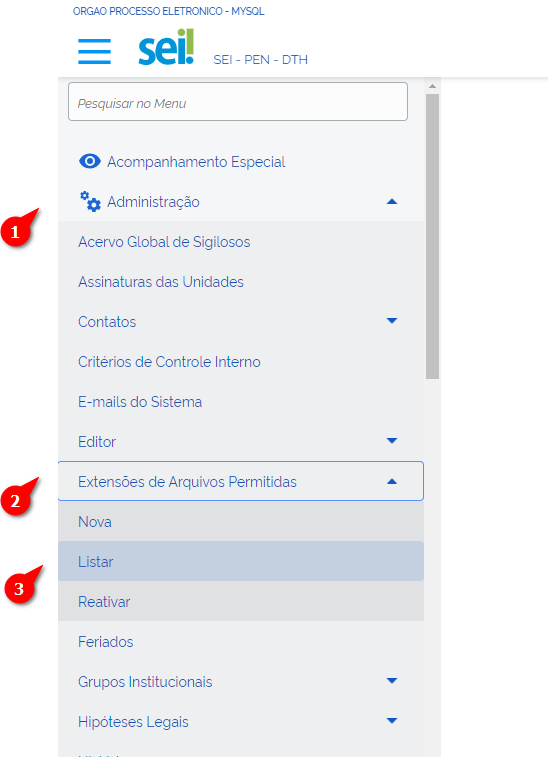 ORGAO PROCESSO ELETRONICO - MYSQL
sei!
SEI - PEN - DTH
Pesquisar no Menu
Acompanhamento Especial
1
Administração
Acervo Global de Sigilosos
Assinaturas das Unidades
Contatos
Critérios de Controle Interno
E-mails do Sistema
Editor
2
Extensões de Arquivos Permitidas
Nova
3
Listar
Reativar
Feriados
Grupos Institucionais
Hipóteses Legais